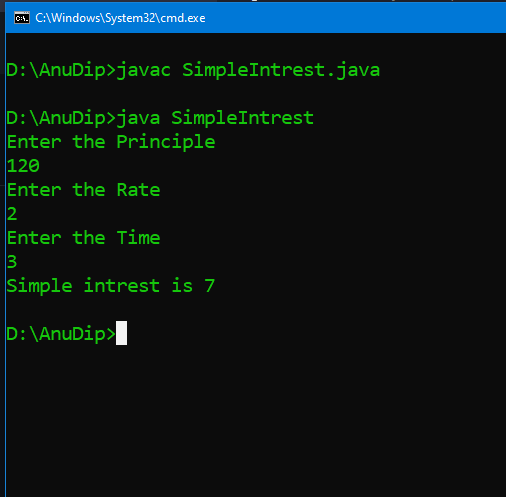 C:\Windows\System32\cmd.exe
D:\AnuDip>javac SimpleIntrest.java
D:\AnuDip>java SimpleIntrest
Enter the Principle
120
Enter the Rate
2
Enter the Time
3
Simple intrest is 7
D:\AnuDip>